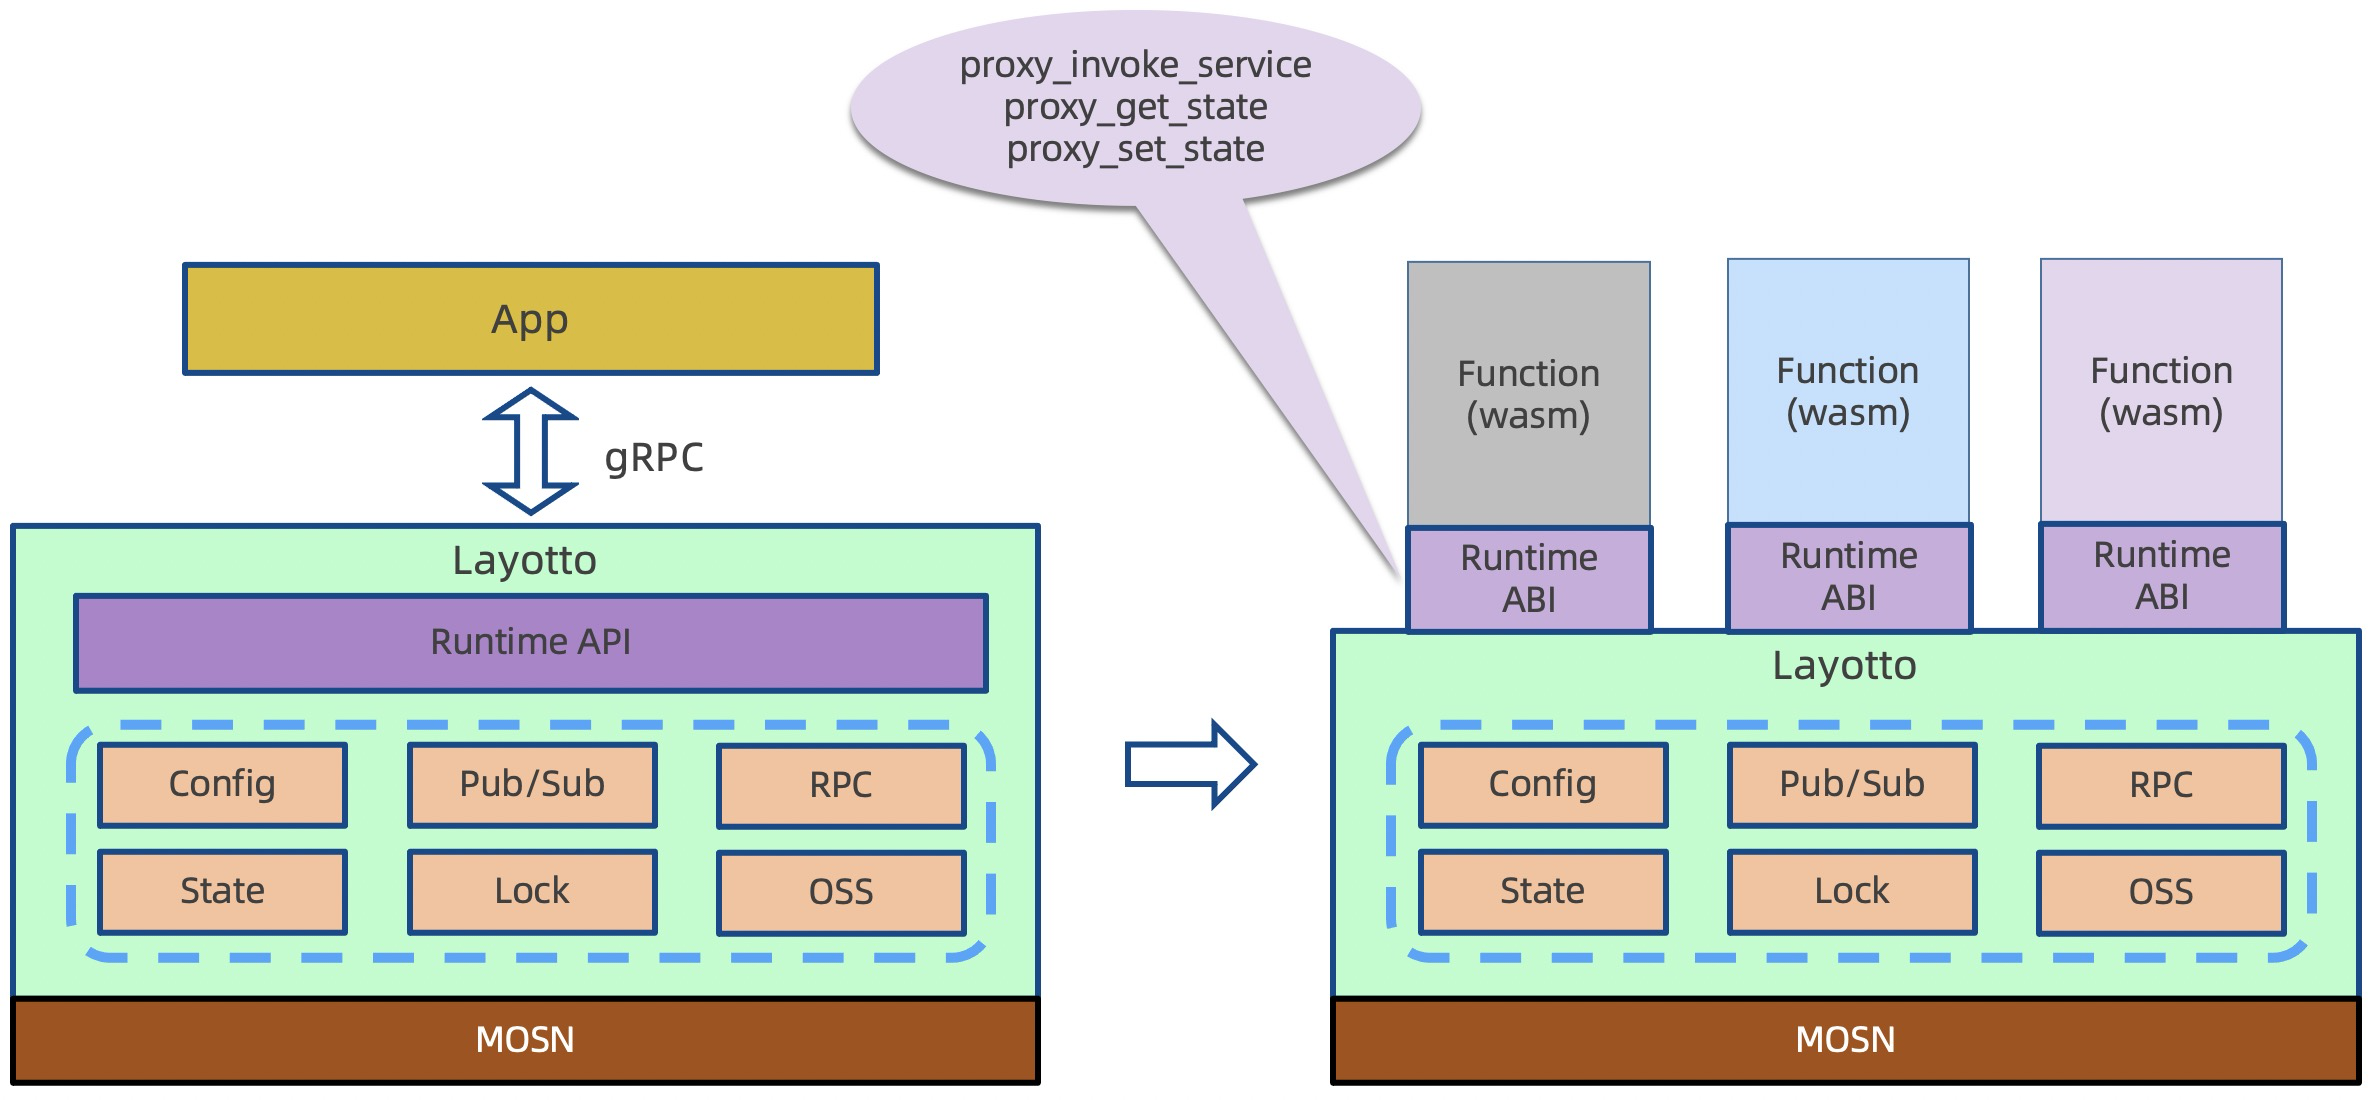 proxy_invoke_service
proxy_get_state
proxy_set_state
App
gRPC
Layotto
Runtime API
Config
Pub/Sub
RPC
State
Lock
OSS
MOSN
Function
(wasm)
Function
(wasm)
Function
(wasm)
Runtime
ABI
Runtime
ABI
Runtime
ABI
Layotto
Config
Pub/Sub
RPC
State
Lock
OSS
MOSN